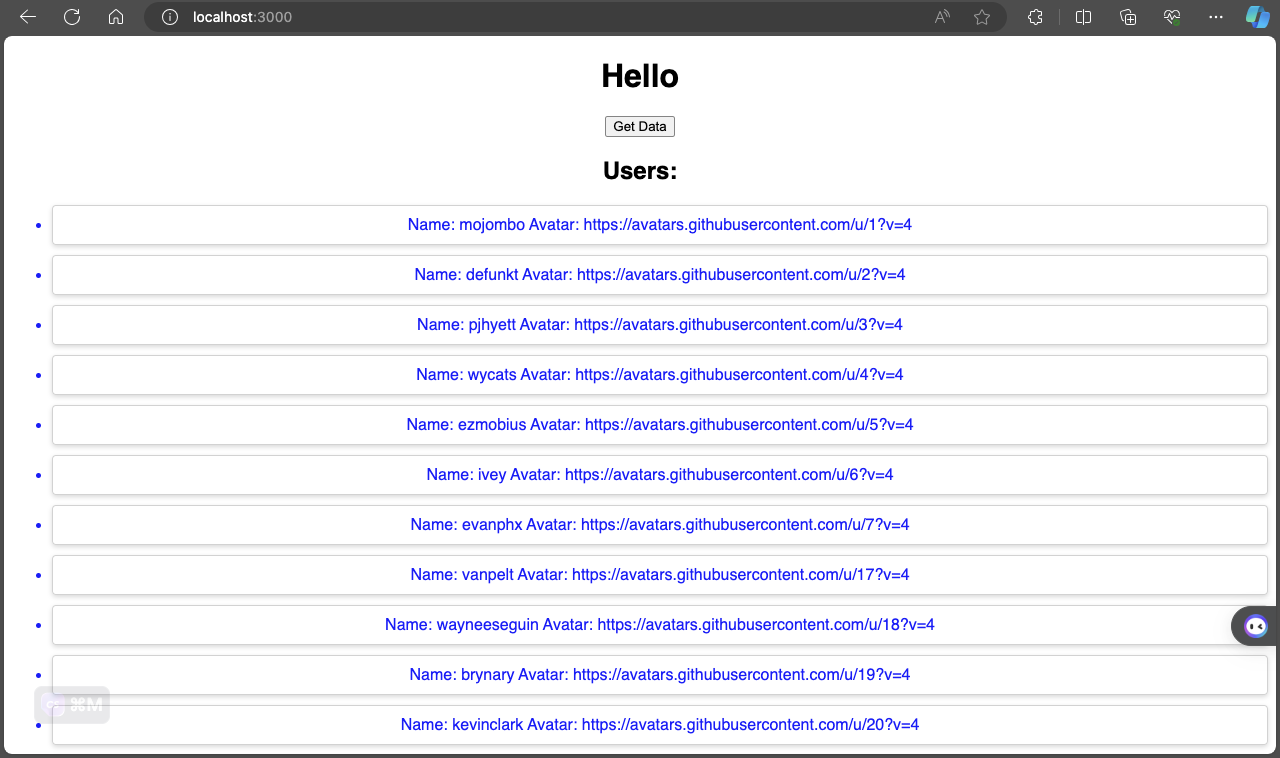 localhost:3000
Hello
Get Data
Users:
Name: mojombo Avatar: https://avatars.githubusercontent.com/u/1?v=4
Name: defunkt Avatar: https://avatars.githubusercontent.com/u/2?v=4
Name: pjhyett Avatar: https://avatars.githubusercontent.com/u/3?v=4
Name: wycats Avatar: https://avatars.githubusercontent.com/u/4?v=4
Name: ezmobius Avatar: https://avatars.githubusercontent.com/u/5?v=4
Name: ivey Avatar: https://avatars.githubusercontent.com/u/6?v=4
Name: evanphx Avatar: https://avatars.githubusercontent.com/u/7?v=4
Name: vanpelt Avatar: https://avatars.githubusercontent.com/u/17?v=4
Name: wayneeseguin Avatar: https://avatars.githubusercontent.com/u/18?v=4
Name: brynary Avatar: https://avatars.githubusercontent.com/u/19?v=4
⌘M
Name: kevinclark Avatar: https://avatars.githubusercontent.com/u/20?v=4